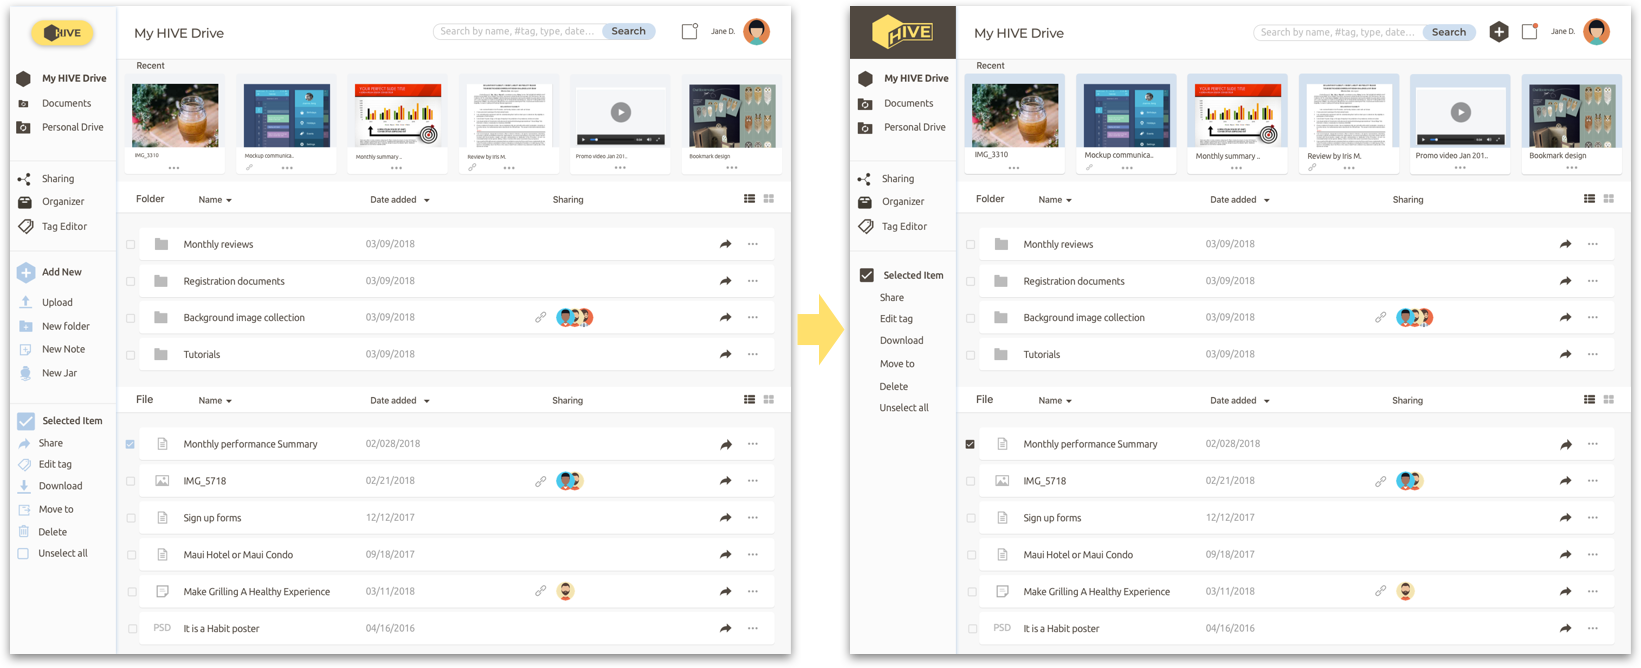 HIVE
My HIVE Drive
Search by name, #tag, type, date...
Search
Jane D.
My HIVE Drive
Documents
Personal Drive
Sharing
Organizer
Tag Editor
Add New
Upload
New folder
New Note
New Jar
Selected Item
Share
Edit tag
Download
Move to
Delete
Unselect all
Recent
YOUR PERFECT SLIDE TITLE
IMG_3310
Mockup communica..
Monthly summary ..
Review by Iris M.
Promo video Jan 201..
Bookmark design
Folder Name Date added Sharing
Monthly reviews 03/09/2018
Registration documents 03/09/2018
Background image collection 03/09/2018
Tutorials 03/09/2018
File Name Date added Sharing
Monthly performance Summary 02/028/2018
IMG_5718 02/21/2018
Sign up forms 12/12/2017
Maui Hotel or Maui Condo 09/18/2017
Make Grilling A Healthy Experience 03/11/2018
PSD It is a Habit poster 04/16/2016
HIVE
My HIVE Drive
Search by name, #tag, type, date...
Search
Jane D.
My HIVE Drive
Documents
Personal Drive
Sharing
Organizer
Tag Editor
Selected Item
Share
Edit tag
Download
Move to
Delete
Unselect all
Recent
YOUR PERFECT SLIDE TITLE
IMG_3310
Mockup communica..
Monthly summary ..
Review by Iris M.
Promo video Jan 201..
Bookmark design
Folder Name Date added Sharing
Monthly reviews 03/09/2018
Registration documents 03/09/2018
Background image collection 03/09/2018
Tutorials 03/09/2018
File Name Date added Sharing
Monthly performance Summary 02/028/2018
IMG_5718 02/21/2018
Sign up forms 12/12/2017
Maui Hotel or Maui Condo 09/18/2017
Make Grilling A Healthy Experience 03/11/2018
PSD It is a Habit poster 04/16/2016